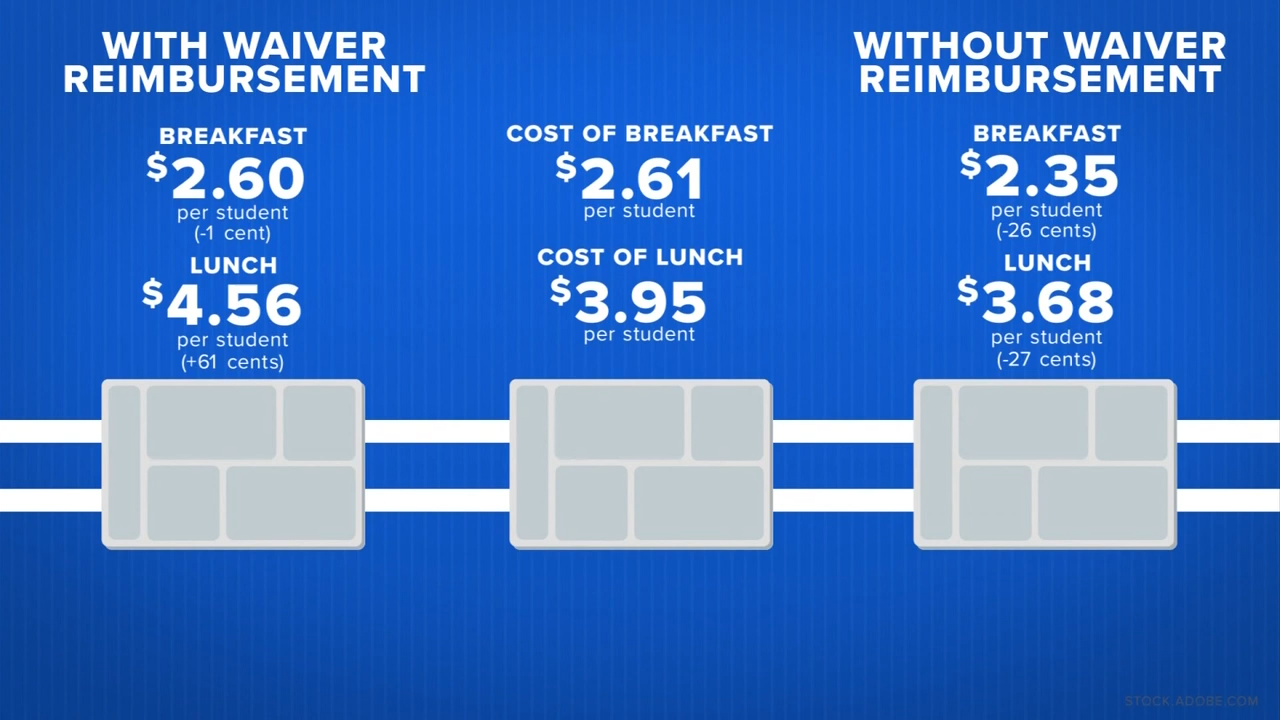 WITH WAIVER
REIMBURSEMENT
BREAKFAST
$2.60
per student
(-1 cent)
LUNCH
$4.56
per student
(+61 cents)
COST OF BREAKFAST
$2.61
per student
COST OF LUNCH
$3.95
per student
WITHOUT WAIVER
REIMBURSEMENT
BREAKFAST
$2.35
per student
(-26 cents)
LUNCH
$3.68
per student
(-27 cents)
STOCK.ADOBE.COM